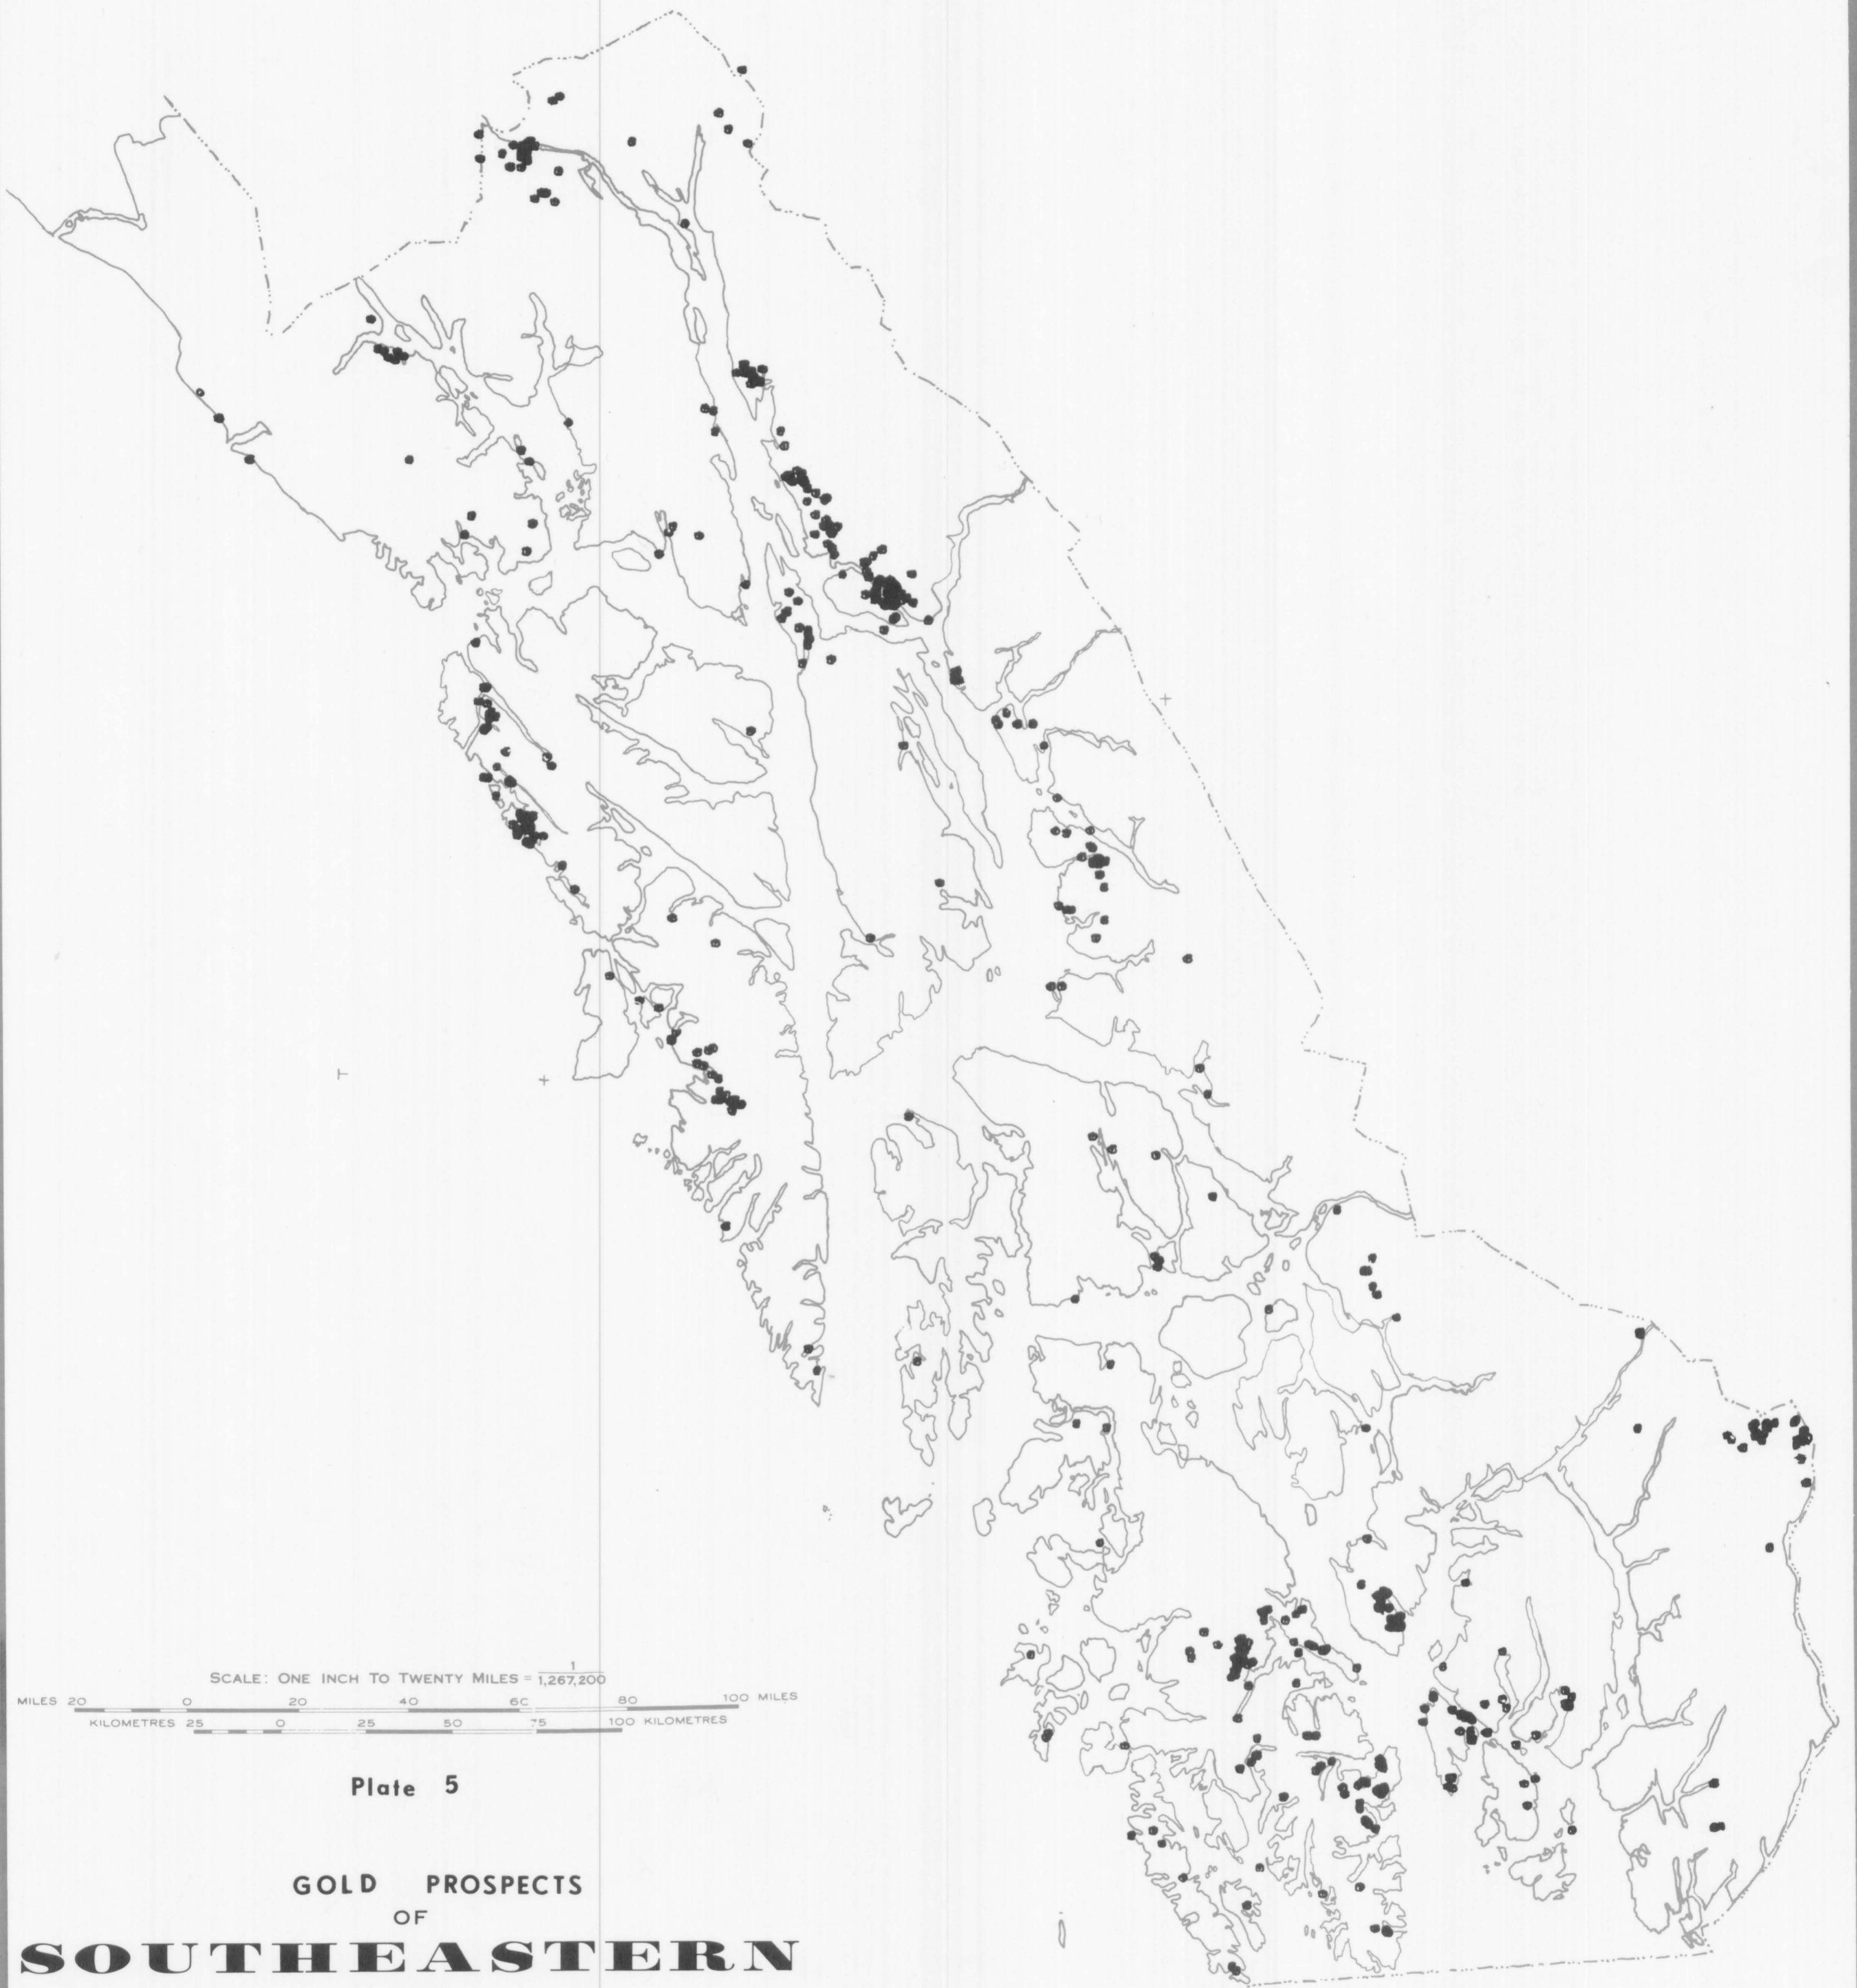 SCALE: ONE INCH TO TWENTY MILES = 1/1,267,200
MILES 20 0 20 40 60 80 100 MILES
KILOMETRES 25 0 25 50 75 100 KILOMETRES
Plate 5
GOLD PROSPECTS
OF
SOUTHEASTERN